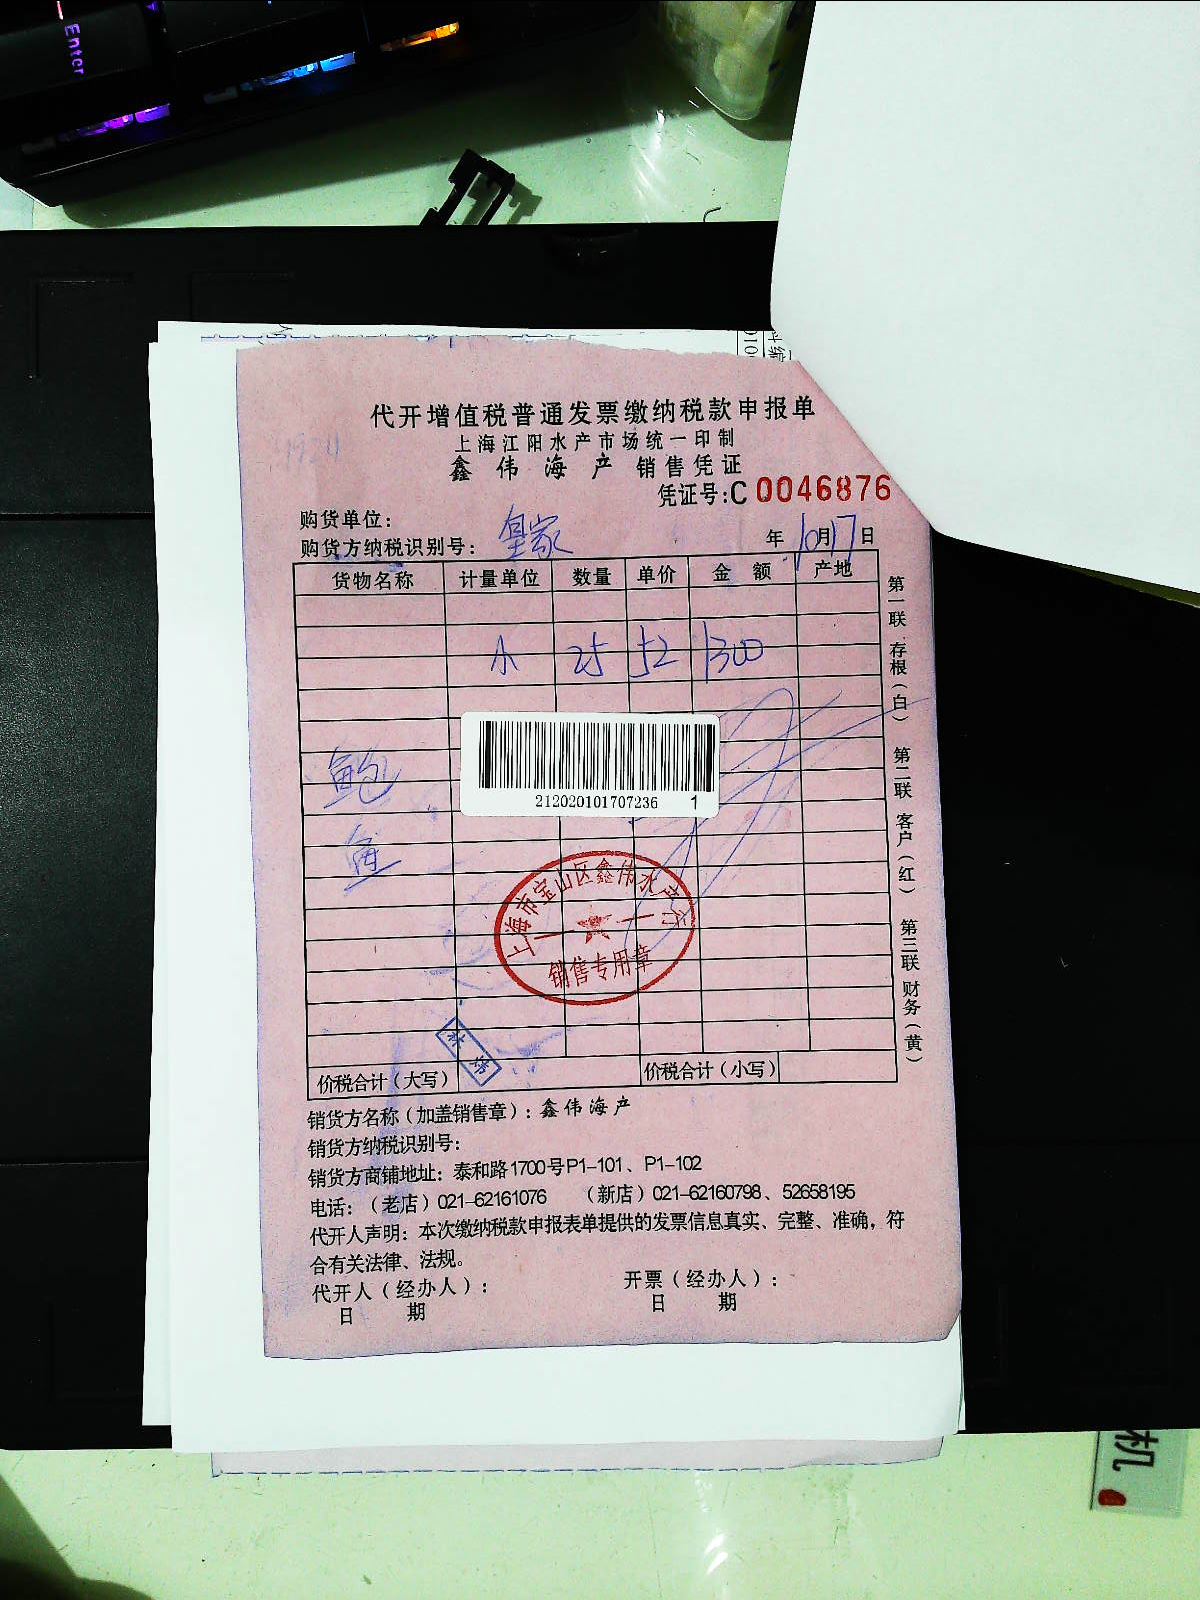 Enter
代开增值税普通发票缴纳税款申报单
上海江阳水产市场统一印制
鑫伟海产 销售凭证
凭证号:C 0046876
购货单位:
购货方纳税识别号: 皇家 年 10月17日
货物名称 计量单位 数量 单价 金额 产地
小 25 52 1300
鲍
鱼
212020101707236 1
上海市宝山区鑫伟水产行
销售专用章
林炜
价税合计（大写） 价税合计（小写）
销货方名称（加盖销售章）: 鑫伟海产
销货方纳税识别号:
销货方商铺地址: 泰和路1700号P1-101、P1-102
电话: （老店）021-62161076 （新店）021-62160798、52658195
代开人声明: 本次缴纳税款申报表单提供的发票信息真实、完整、准确，符
合有关法律、法规。
代开人（经办人）: 开票（经办人）:
日 期 日 期
第一联 存根（白） 第二联 客户（红） 第三联 财务（黄）
机